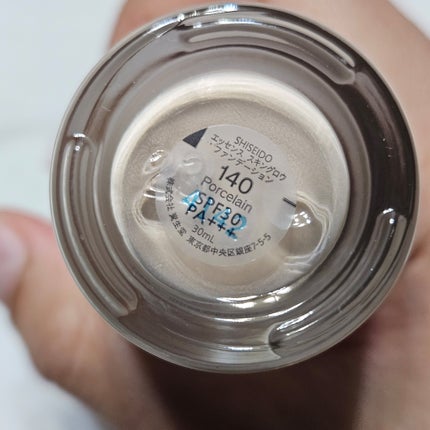 SHISEIDO
エッセンス スキングロウ
ファンデーション
140
Porcelain
SPF30
PA+++
30mL
株式会社 資生堂 東京都中央区銀座7-5-5